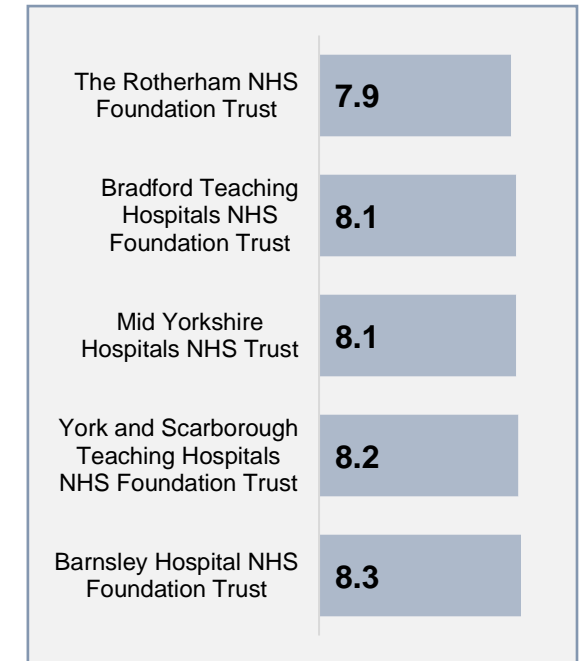 The Rotherham NHS
Foundation Trust
7.9
Bradford Teaching
Hospitals NHS
Foundation Trust
8.1
Mid Yorkshire
Hospitals NHS Trust
8.1
York and Scarborough
Teaching Hospitals
NHS Foundation Trust
8.2
Barnsley Hospital NHS
Foundation Trust
8.3